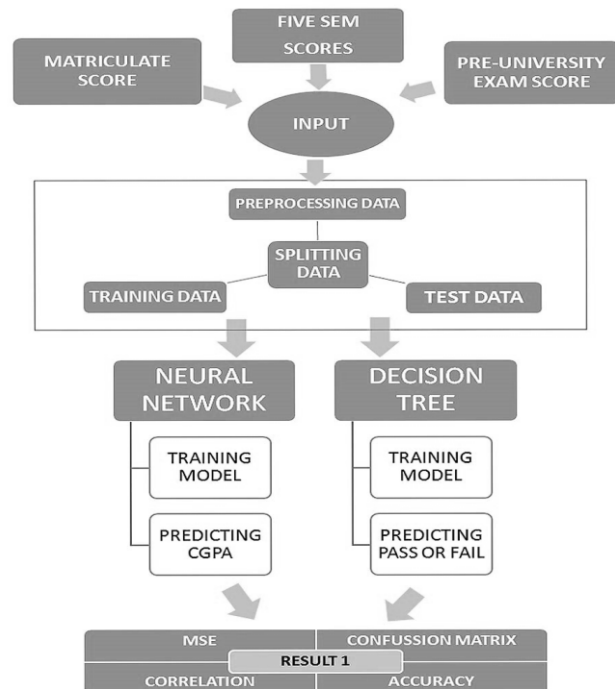 FIVE SEM
SCORES
MATRICULATE
SCORE
PRE-UNIVERSITY
EXAM SCORE
INPUT
PREPROCESSING DATA
SPLITTING
DATA
TRAINING DATA
TEST DATA
NEURAL
NETWORK
DECISION
TREE
TRAINING
MODEL
TRAINING
MODEL
PREDICTING
CGPA
PREDICTING
PASS OR FAIL
MSE
CONFUSSION MATRIX
RESULT 1
CORRELATION
ACCURACY